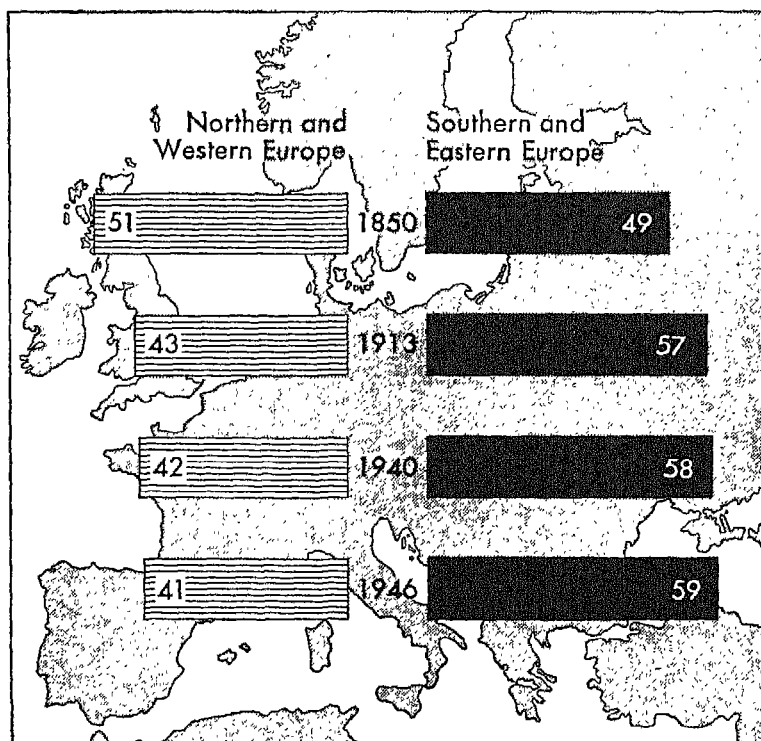 Northern and
Western Europe
Southern and
Eastern Europe
51 1850 49
43 1913 57
42 1940 58
41 1946 59